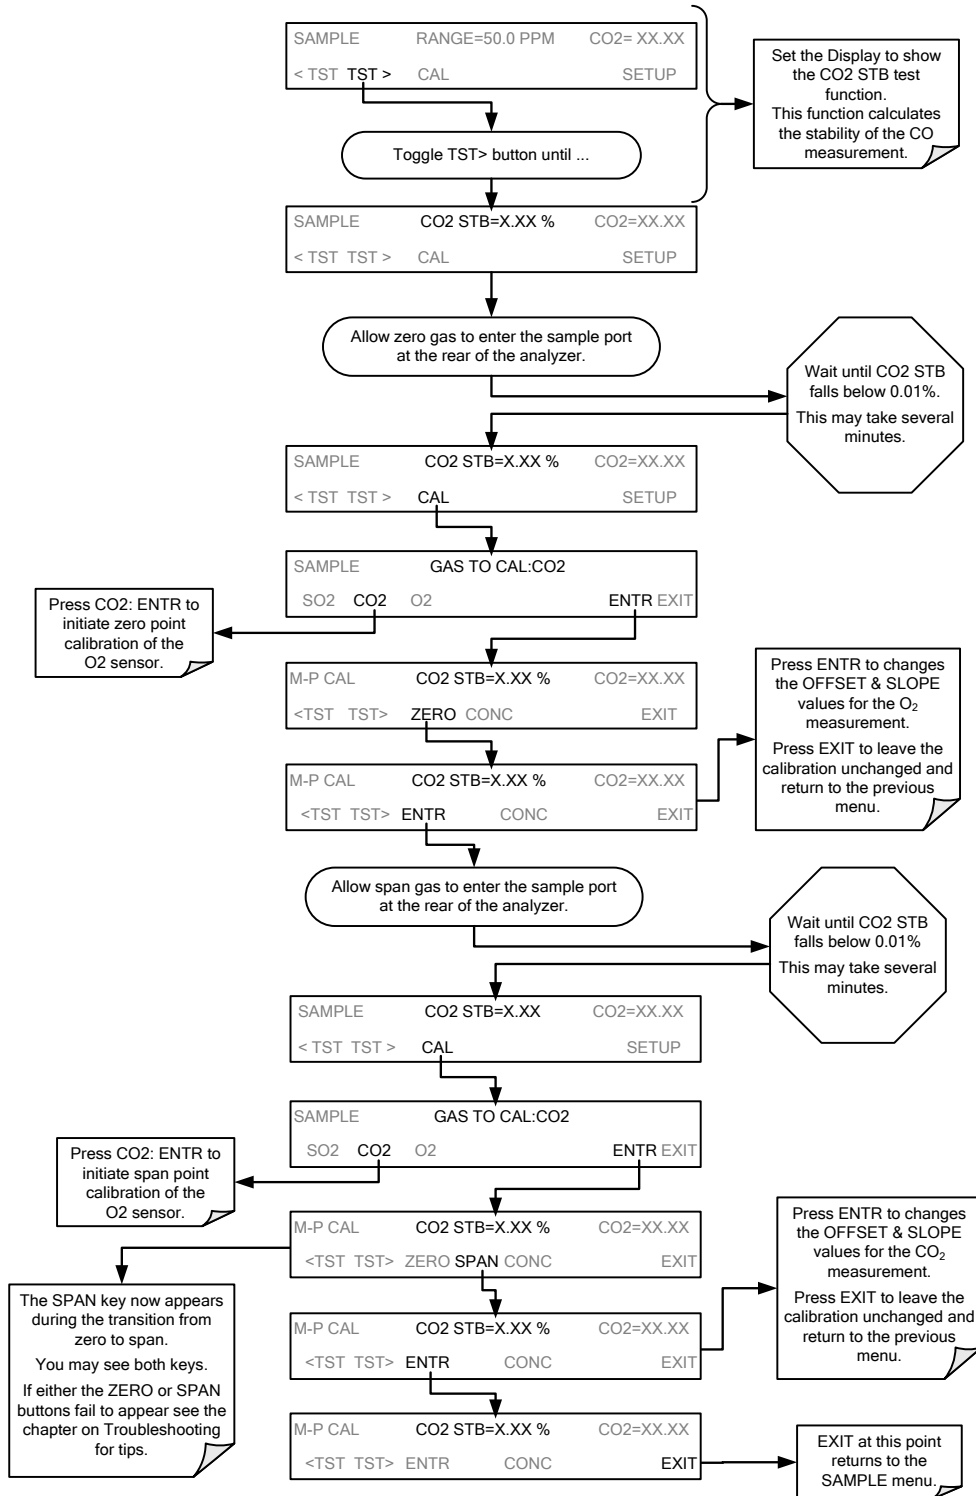 SAMPLE RANGE=50.0 PPM CO2= XX.XX
< TST TST > CAL SETUP
Set the Display to show
the CO2 STB test
function.
This function calculates
the stability of the CO
measurement.
Toggle TST> button until ...
SAMPLE CO2 STB=X.XX % CO2=XX.XX
< TST TST > CAL SETUP
Allow zero gas to enter the sample port
at the rear of the analyzer.
Wait until CO2 STB
falls below 0.01%.
This may take several
minutes.
SAMPLE CO2 STB=X.XX % CO2=XX.XX
< TST TST > CAL SETUP
SAMPLE GAS TO CAL:CO2
SO2 CO2 O2 ENTR EXIT
Press CO2: ENTR to
initiate zero point
calibration of the
O2 sensor.
M-P CAL CO2 STB=X.XX % CO2=XX.XX
<TST TST> ZERO CONC EXIT
M-P CAL CO2 STB=X.XX % CO2=XX.XX
<TST TST> ENTR CONC EXIT
Press ENTR to changes
the OFFSET & SLOPE
values for the O₂
measurement.
Press EXIT to leave the
calibration unchanged and
return to the previous
menu.
Allow span gas to enter the sample port
at the rear of the analyzer.
Wait until CO2 STB
falls below 0.01%
This may take several
minutes.
SAMPLE CO2 STB=X.XX CO2=XX.XX
< TST TST > CAL SETUP
SAMPLE GAS TO CAL:CO2
SO2 CO2 O2 ENTR EXIT
Press CO2: ENTR to
initiate span point
calibration of the
O2 sensor.
M-P CAL CO2 STB=X.XX % CO2=XX.XX
<TST TST> ZERO SPAN CONC EXIT
The SPAN key now appears
during the transition from
zero to span.
You may see both keys.
If either the ZERO or SPAN
buttons fail to appear see the
chapter on Troubleshooting
for tips.
M-P CAL CO2 STB=X.XX % CO2=XX.XX
<TST TST> ENTR CONC EXIT
Press ENTR to changes
the OFFSET & SLOPE
values for the CO₂
measurement.
Press EXIT to leave the
calibration unchanged and
return to the previous
menu.
M-P CAL CO2 STB=X.XX % CO2=XX.XX
<TST TST> ENTR CONC EXIT
EXIT at this point
returns to the
SAMPLE menu.